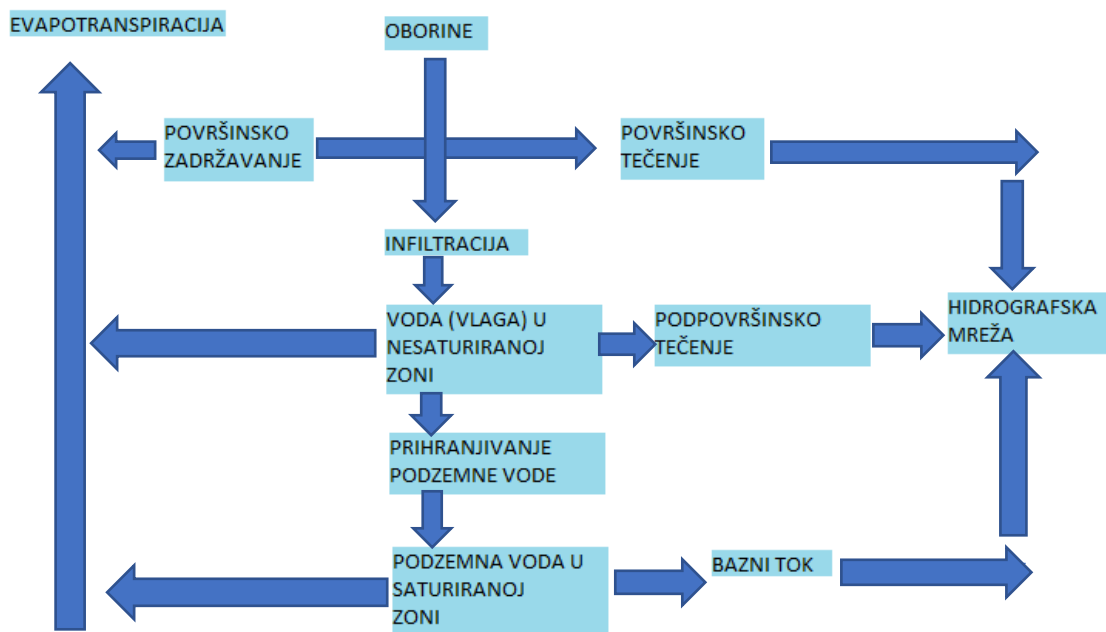 EVAPOTRANSPIRACIJA
OBORINE
POVRŠINSKO
ZADRŽAVANJE
POVRŠINSKO
TEČENJE
INFILTRACIJA
VODA (VLAGA) U
NESATURIRANOJ
ZONI
PODPOVRŠINSKO
TEČENJE
HIDROGRAFSKA
MREŽA
PRIHRANJIVANJE
PODZEMNE VODE
PODZEMNA VODA U
SATURIRANOJ
ZONI
BAZNI TOK